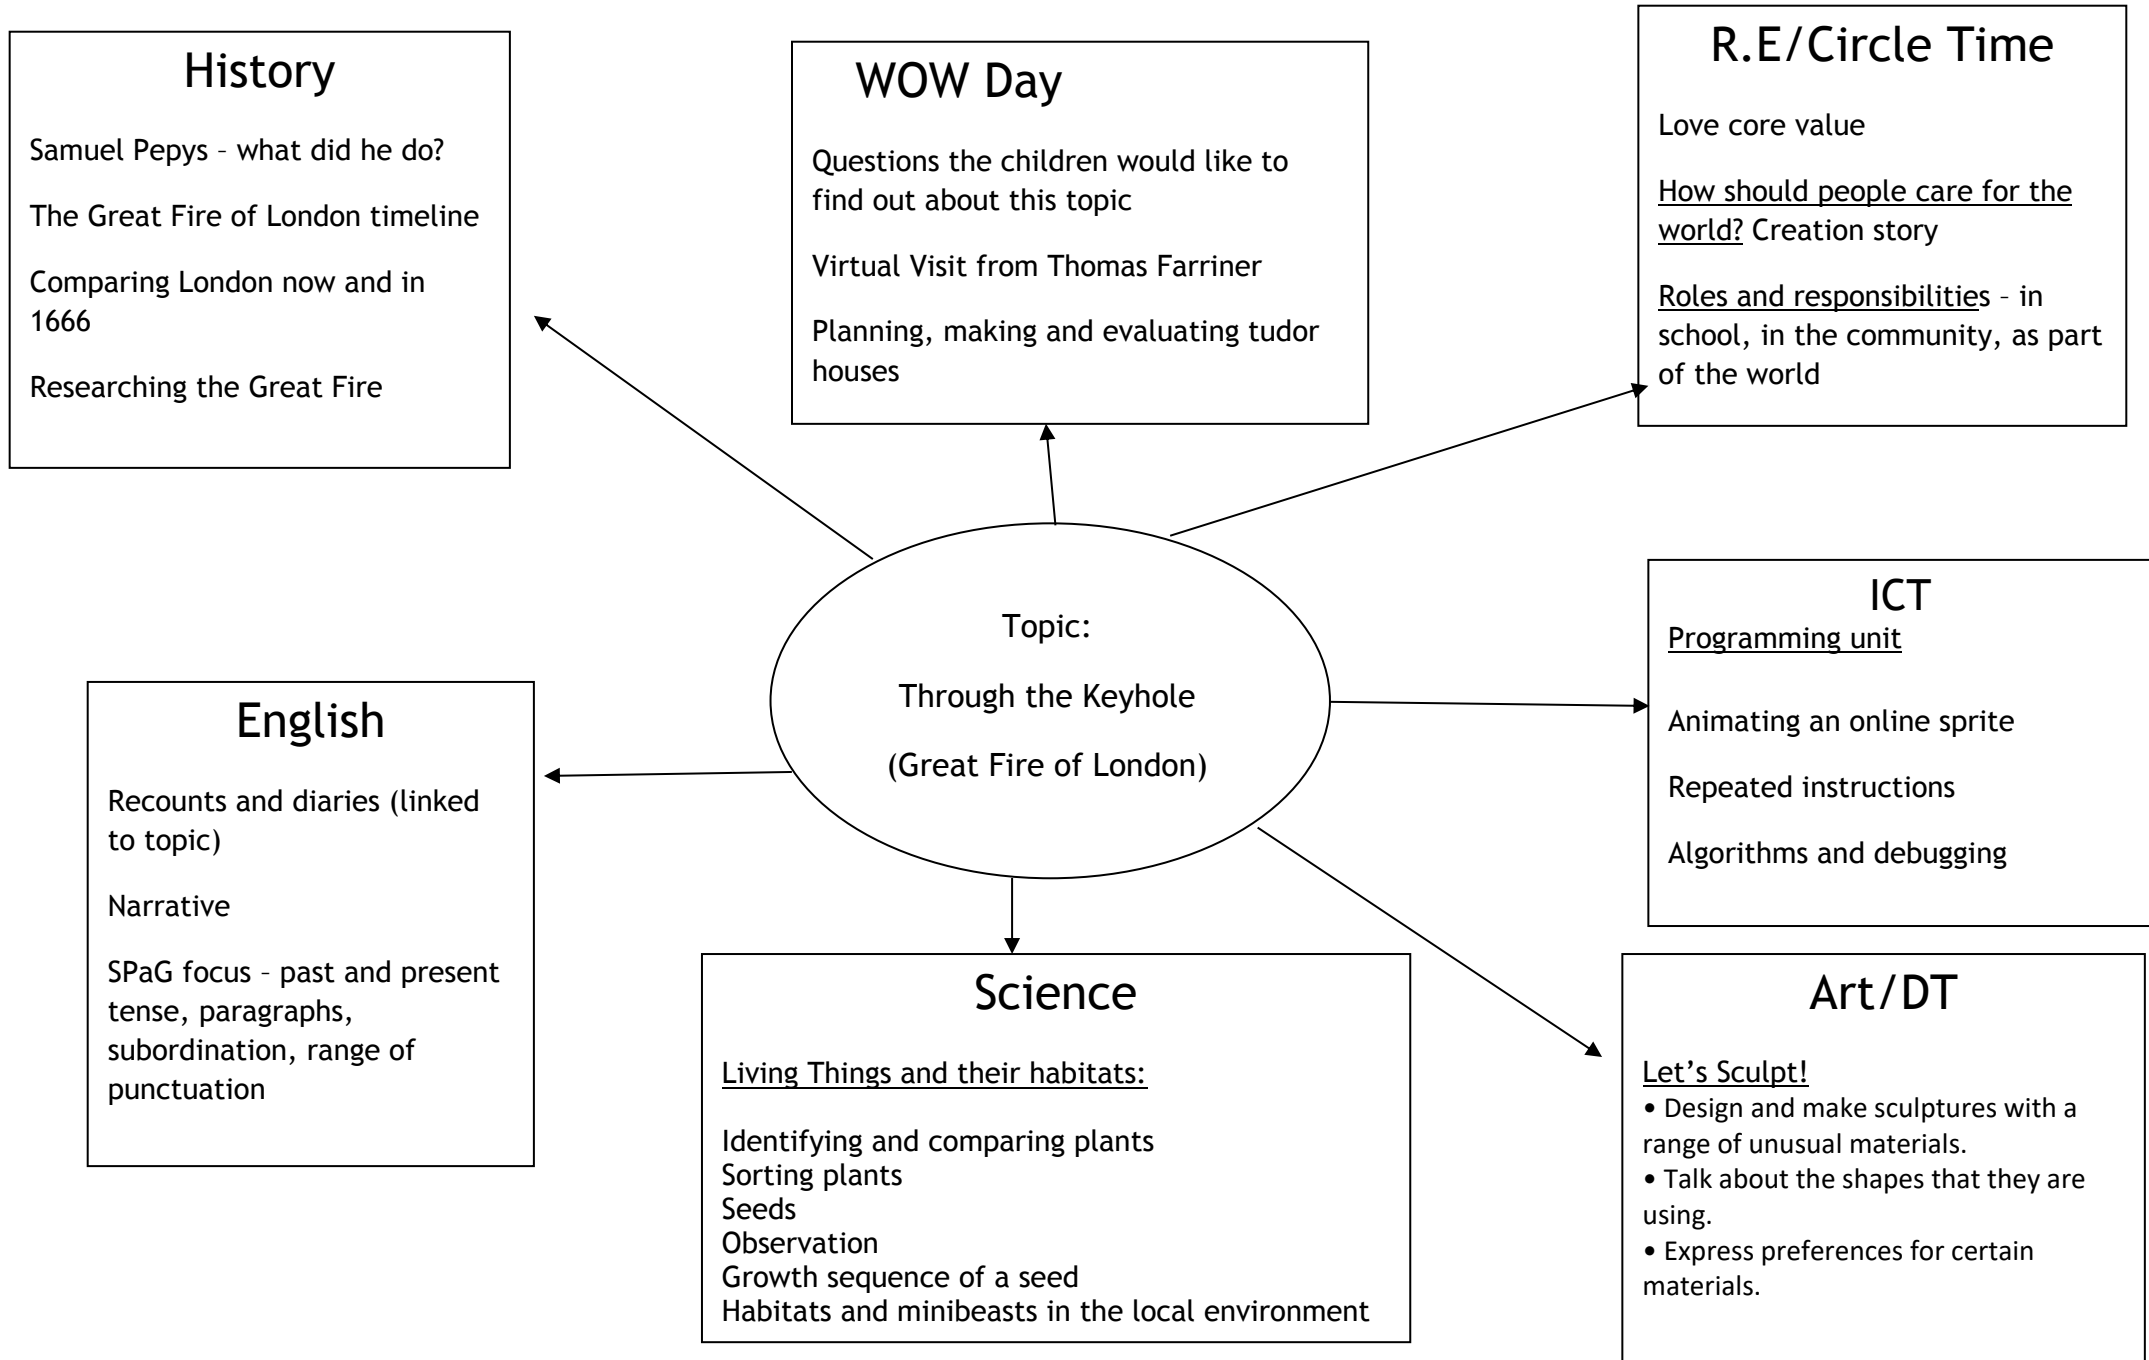 History
Samuel Pepys – what did he do?
The Great Fire of London timeline
Comparing London now and in
1666
Researching the Great Fire
WOW Day
Questions the children would like to
find out about this topic
Virtual Visit from Thomas Farriner
Planning, making and evaluating tudor
houses
R.E/Circle Time
Love core value
How should people care for the
world? Creation story
Roles and responsibilities – in
school, in the community, as part
of the world
Topic:
Through the Keyhole
(Great Fire of London)
ICT
Programming unit
Animating an online sprite
Repeated instructions
Algorithms and debugging
English
Recounts and diaries (linked
to topic)
Narrative
SPaG focus – past and present
tense, paragraphs,
subordination, range of
punctuation
Science
Living Things and their habitats:
Identifying and comparing plants
Sorting plants
Seeds
Observation
Growth sequence of a seed
Habitats and minibeasts in the local environment
Art/DT
Let’s Sculpt!
• Design and make sculptures with a
range of unusual materials.
• Talk about the shapes that they are
using.
• Express preferences for certain
materials.